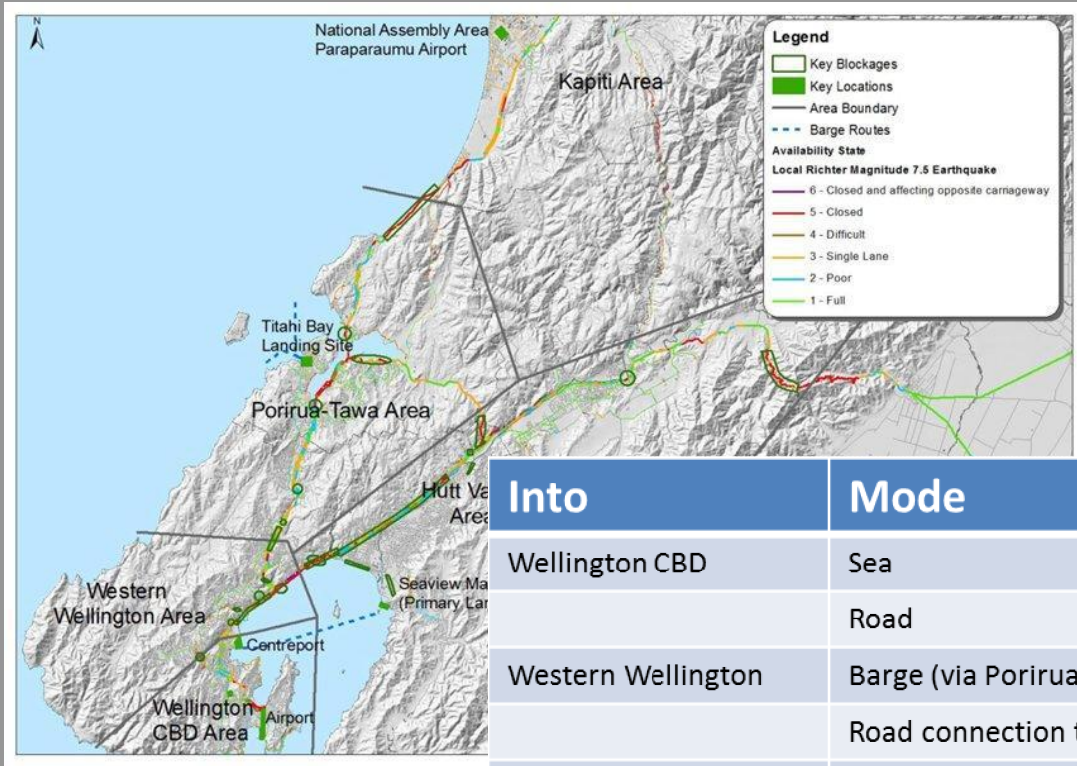 N
National Assembly Area
Paraparaumu Airport
Kapiti Area
Legend
Key Blockages
Key Locations
Area Boundary
Barge Routes
Availability State
Local Richter Magnitude 7.5 Earthquake
6 - Closed and affecting opposite carriageway
5 - Closed
4 - Difficult
3 - Single Lane
2 - Poor
1 - Full
Titahi Bay
Landing Site
Porirua-Tawa Area
Hutt Va
Area
Seaview Ma
(Primary Lan
Western
Wellington Area
Centreport
Wellington
CBD Area
Airport
Into Mode
Wellington CBD Sea
Road
Western Wellington Barge (via Porirua
Road connection t